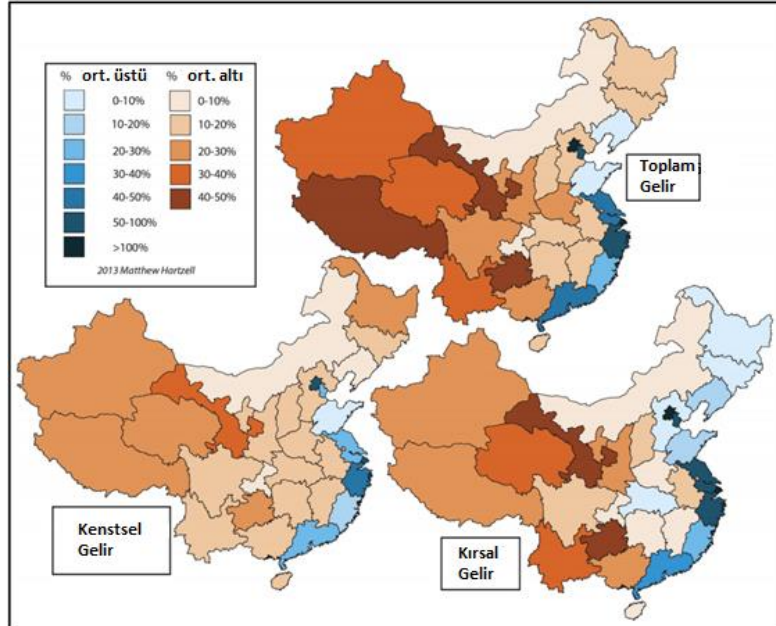 % ort. üstü % ort. altı
0-10% 0-10%
10-20% 10-20%
20-30% 20-30%
30-40% 30-40%
40-50% 40-50%
50-100%
>100%
2013 Matthew Hartzell
Toplam
Gelir
Kenstsel
Gelir
Kırsal
Gelir